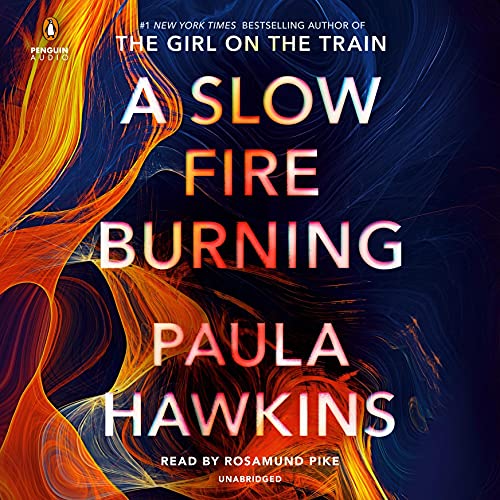 #1 NEW YORK TIMES BESTSELLING AUTHOR OF
THE GIRL ON THE TRAIN
PENGUIN
AUDIO
A SLOW
FIRE
BURNING
PAULA
HAWKINS
READ BY ROSAMUND PIKE
UNABRIDGED